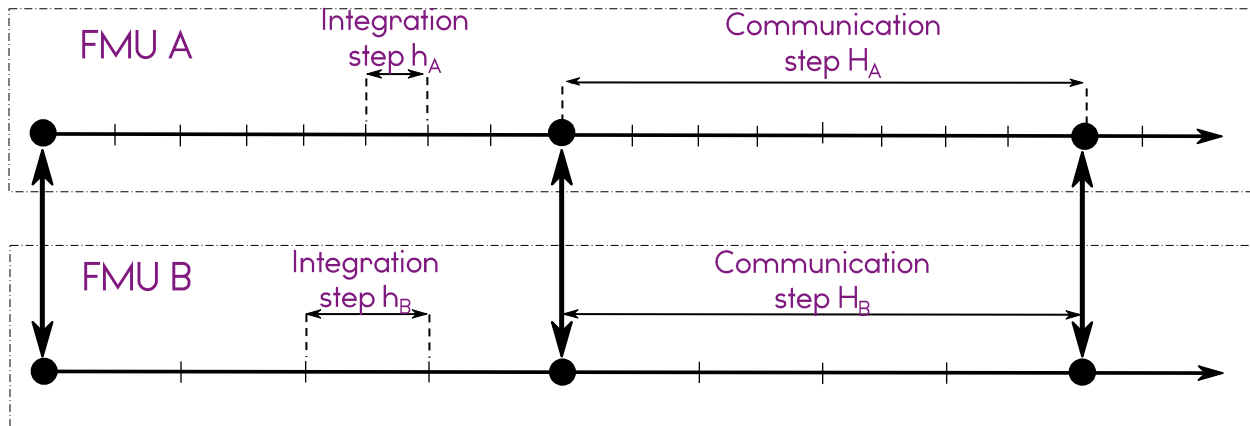 FMU A
Integration
step hA
Communication
step HA
FMU B
Integration
step hB
Communication
step HB